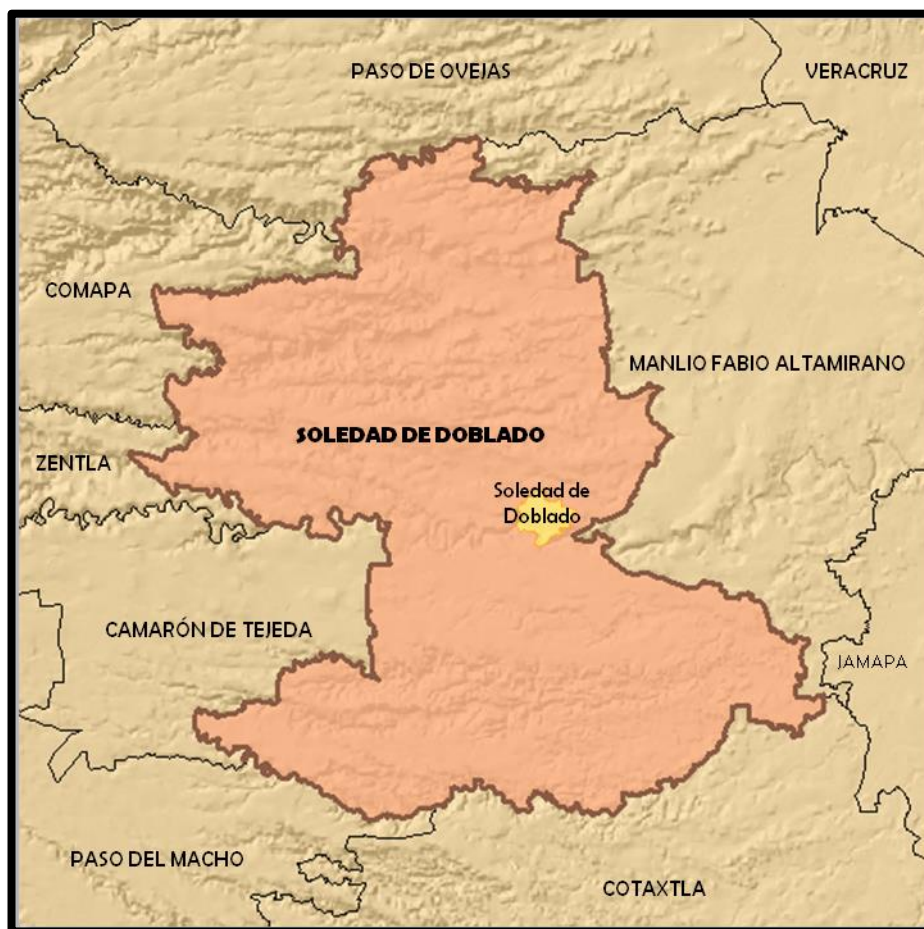 PASO DE OVEJAS
VERACRUZ
COMAPA
MANLIO FABIO ALTAMIRANO
SOLEDAD DE DOBLADO
ZENTLA
Soledad de
Doblado
CAMARÓN DE TEJEDA
JAMAPA
PASO DEL MACHO
COTAXTLA